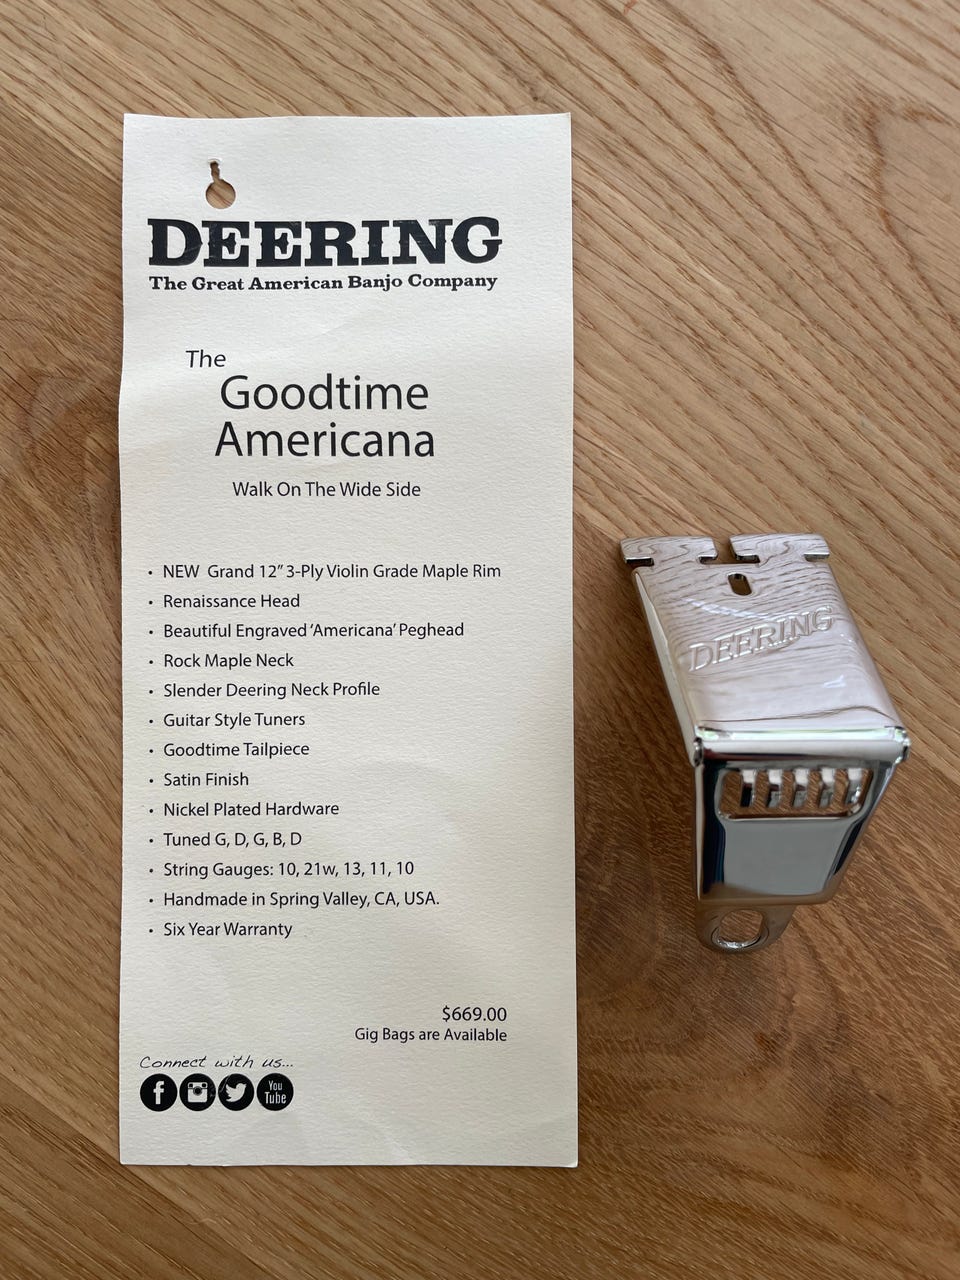 DEERING
The Great American Banjo Company
The
Goodtime
Americana
Walk On The Wide Side
• NEW  Grand 12" 3-Ply Violin Grade Maple Rim
• Renaissance Head
• Beautiful Engraved 'Americana' Peghead
• Rock Maple Neck
• Slender Deering Neck Profile
• Guitar Style Tuners
• Goodtime Tailpiece
• Satin Finish
• Nickel Plated Hardware
• Tuned G, D, G, B, D
• String Gauges: 10, 21w, 13, 11, 10
• Handmade in Spring Valley, CA, USA.
• Six Year Warranty
$669.00
Gig Bags are Available
Connect with us...
f
You
Tube
DEERING